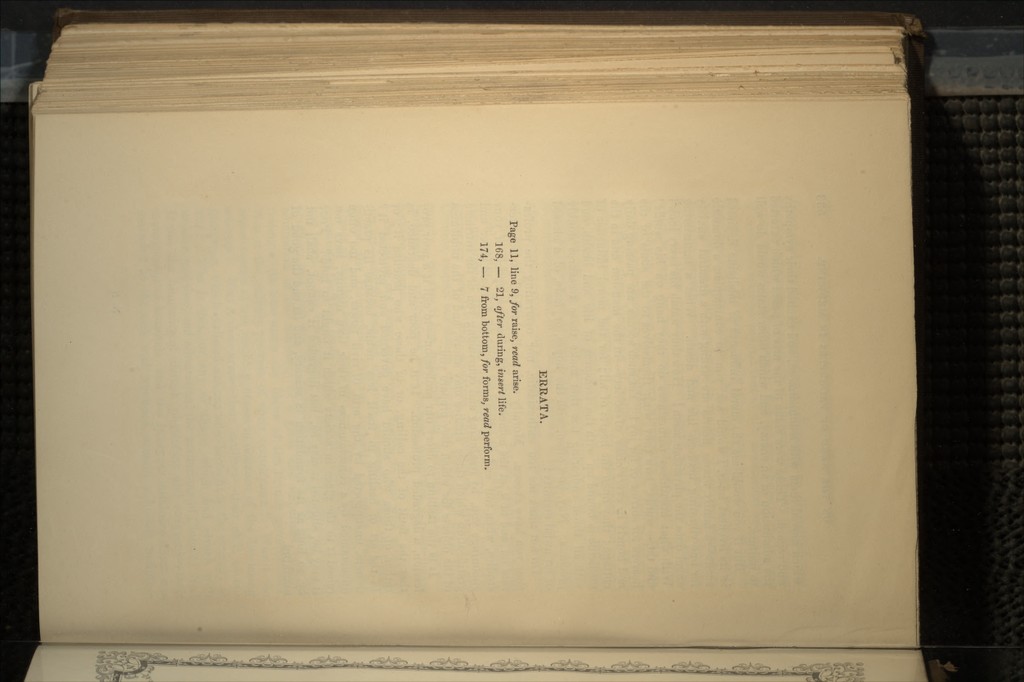 ERRATA.
Page 11, line 9, for raise, read arise.
168, — 21, after during, insert life.
174, — 7 from bottom, for forms, read perform.